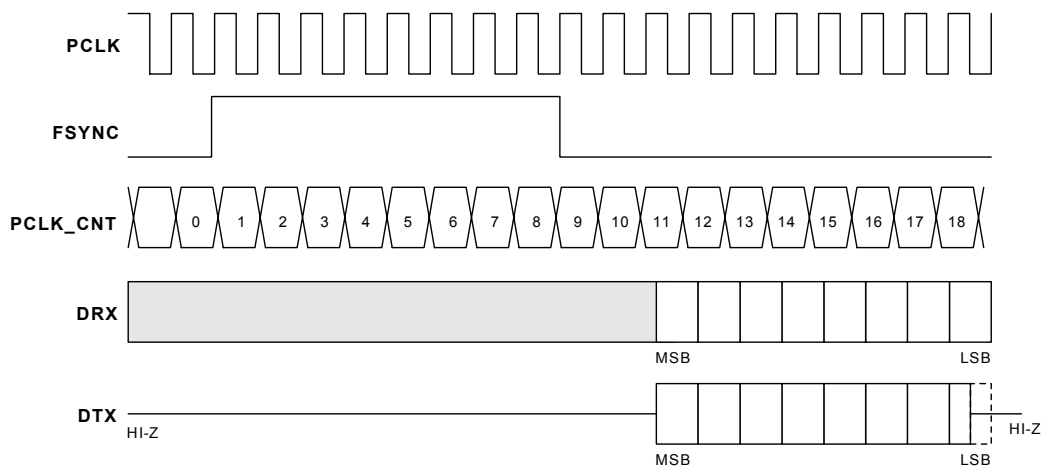 PCLK
FSYNC
PCLK_CNT 0 1 2 3 4 5 6 7 8 9 10 11 12 13 14 15 16 17 18
DRX
MSB LSB
DTX
HI-Z HI-Z
MSB LSB